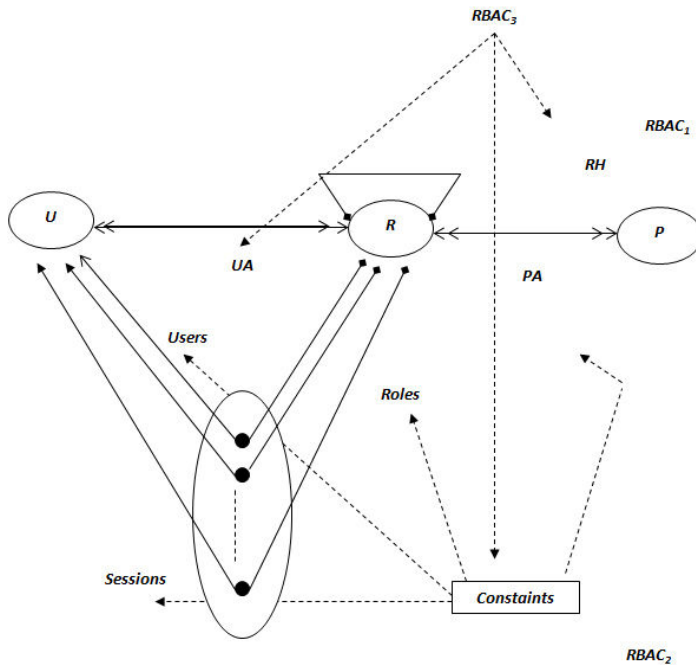 RBAC₃
RBAC₁
RH
U
R
P
UA
PA
Users
Roles
Sessions
Constaints
RBAC₂